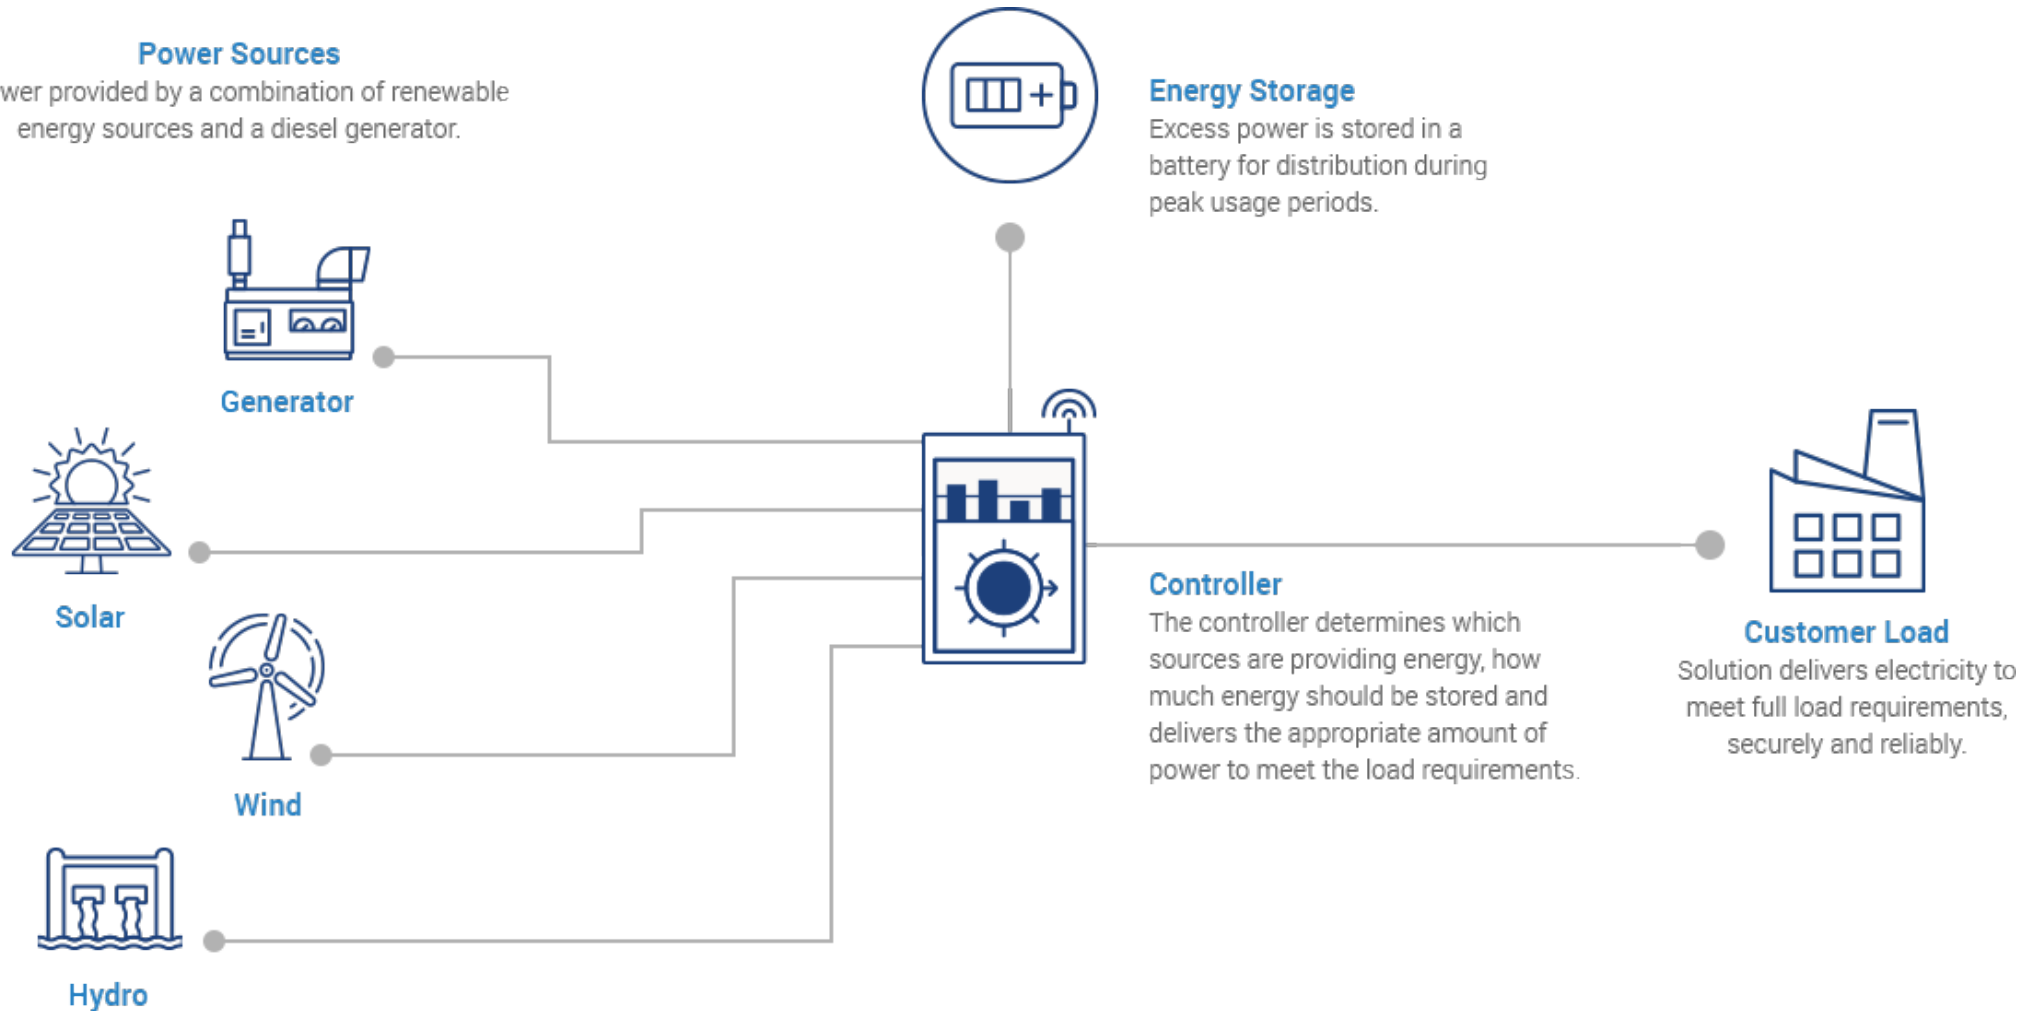 Power Sources
wer provided by a combination of renewable
energy sources and a diesel generator.
Energy Storage
Excess power is stored in a
battery for distribution during
peak usage periods.
Generator
Solar
Wind
Hydro
Controller
The controller determines which
sources are providing energy, how
much energy should be stored and
delivers the appropriate amount of
power to meet the load requirements.
Customer Load
Solution delivers electricity to
meet full load requirements,
securely and reliably.